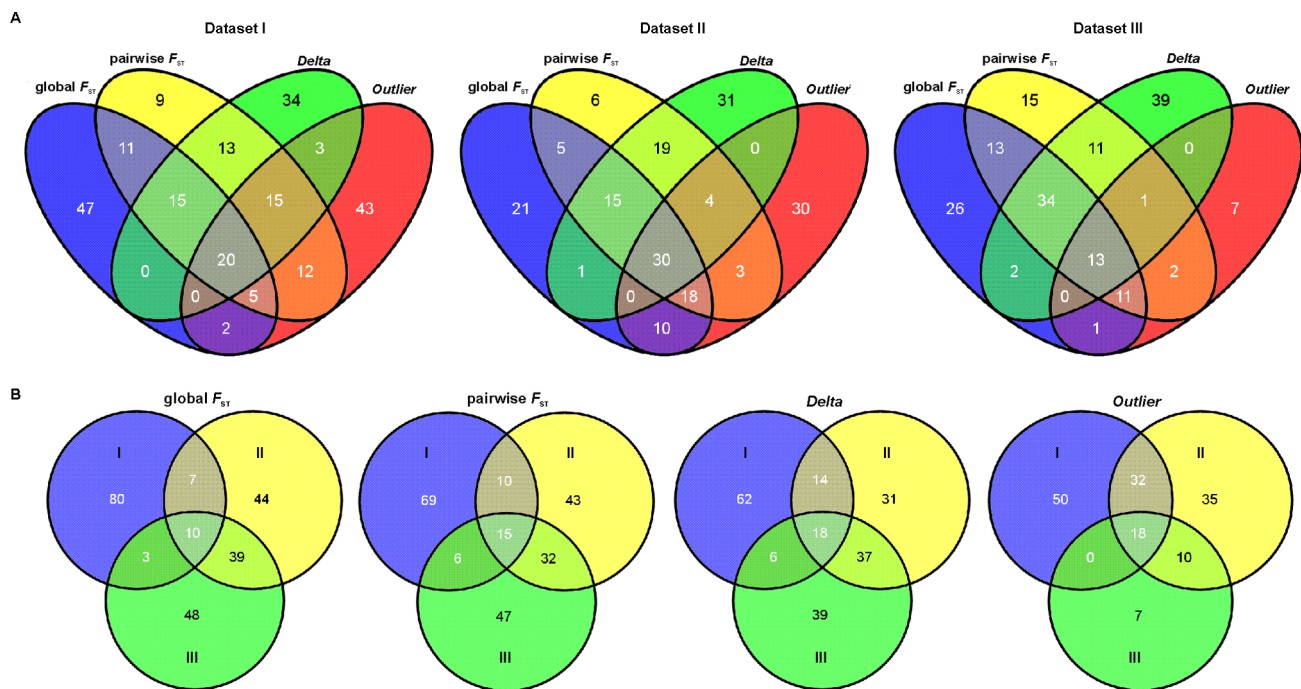 A
Dataset I
Dataset II
Dataset III
pairwise FST
Delta
global FST
Outlier
9
34
11
13
3
47
15
15
43
0
20
12
0
5
2
pairwise FST
Delta
global FST
Outlier
6
31
5
19
0
21
15
4
30
1
30
3
0
18
10
pairwise FST
Delta
global FST
Outlier
15
39
13
11
0
26
34
1
7
2
13
2
0
11
1
B
global FST
I
II
7
80
44
10
3
39
48
III
pairwise FST
I
II
10
69
43
15
6
32
47
III
Delta
I
II
14
62
31
18
6
37
39
III
Outlier
I
II
32
50
35
18
0
10
7
III